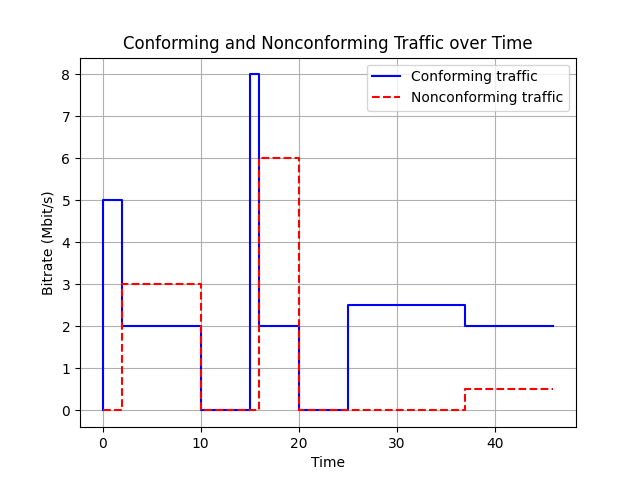 Conforming and Nonconforming Traffic over Time
Conforming traffic
Nonconforming traffic
8
7
6
5
4
3
2
1
0
Bitrate (Mbit/s)
0 10 20 30 40
Time